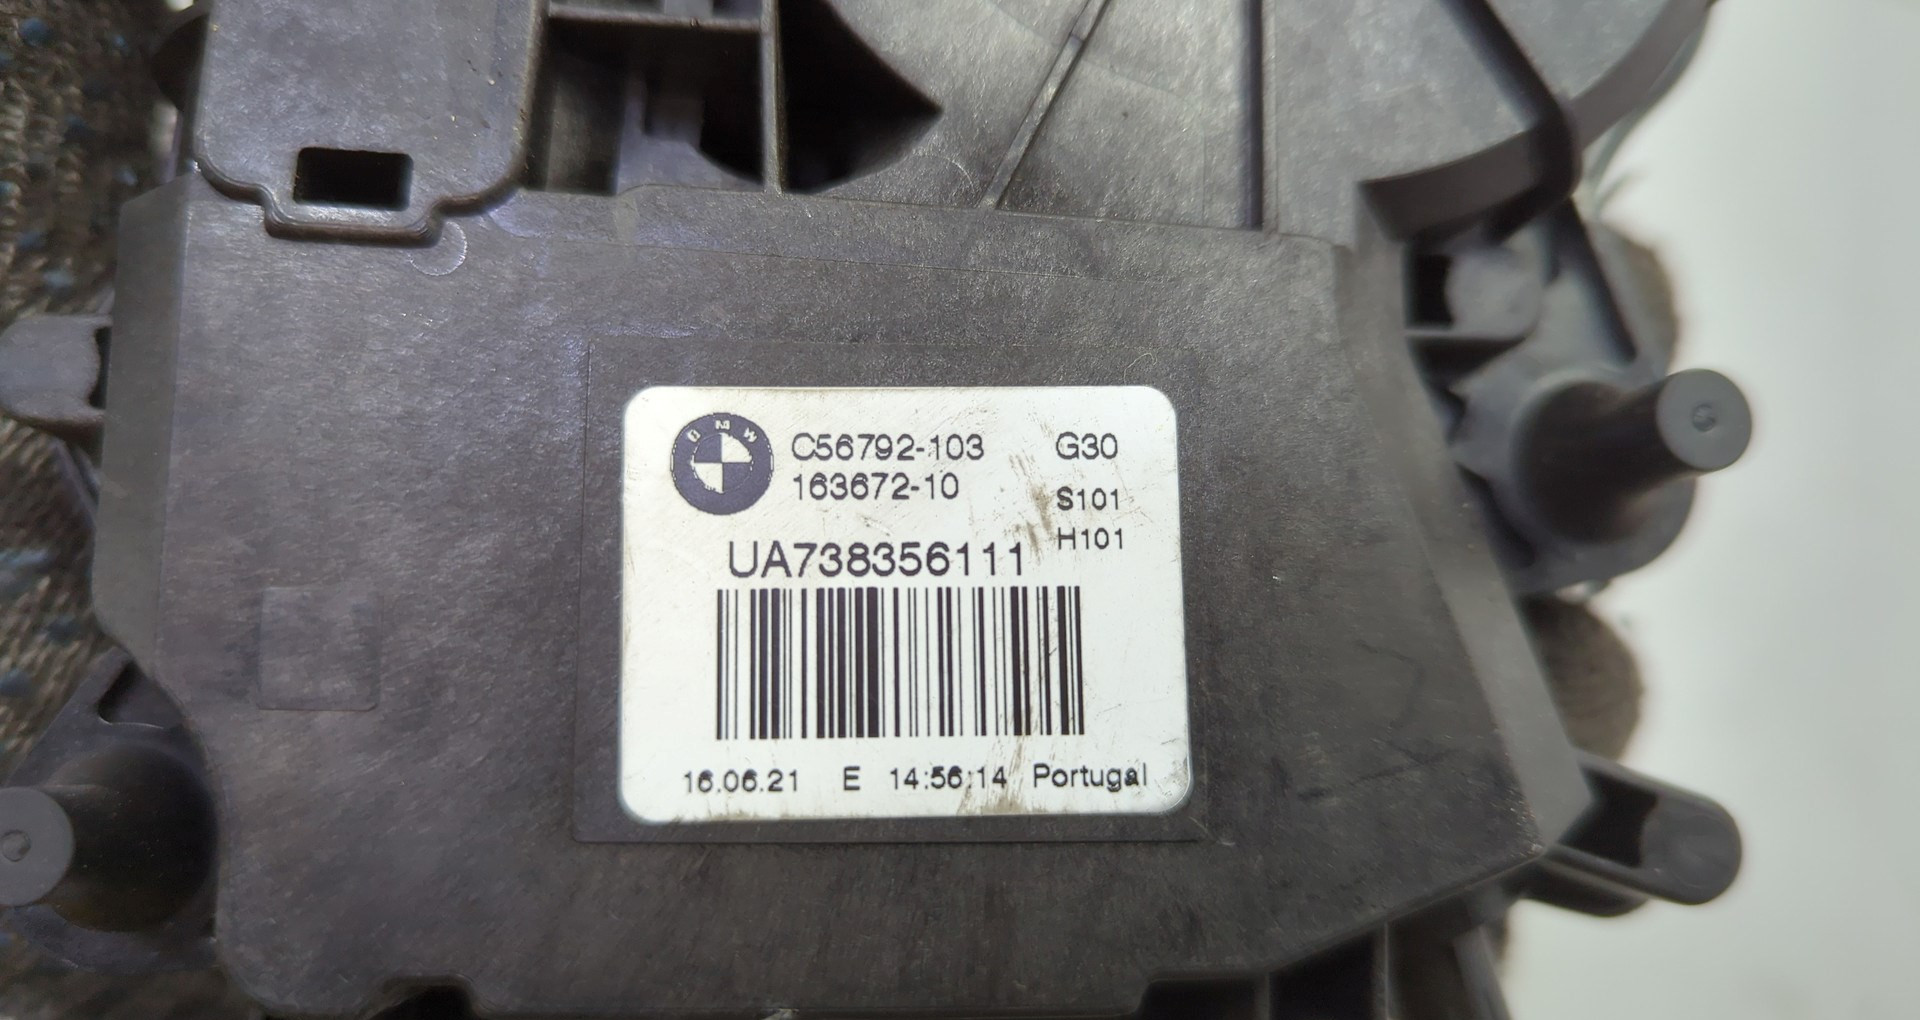 BMW
C56792-103 G30
163672-10 S101
H101
UA738356111
16.06.21 E 14:56:14 Portugal